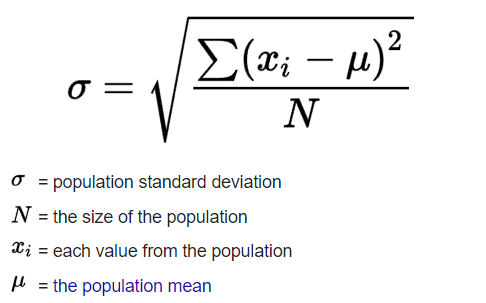 σ = √(∑(xᵢ − μ)² / N)
σ = population standard deviation
N = the size of the population
xᵢ = each value from the population
μ = the population mean